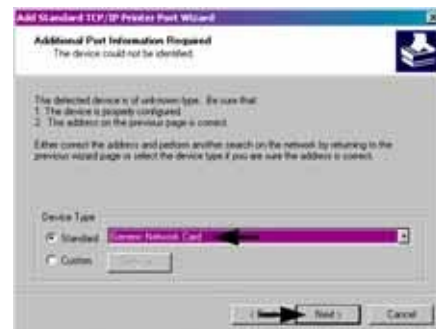 Add Standard TCP/IP Printer Port Wizard
Additional Port Information Required
The device could not be identified.
The detected device is of unknown type. Be sure that:
1. The device is properly configured.
2. The address on the previous page is correct.
Either correct the address and perform another search on the network by returning to the
previous wizard page or select the device type if you are sure the address is correct.
Device Type
Standard Generic Network Card
Custom
Next > Cancel